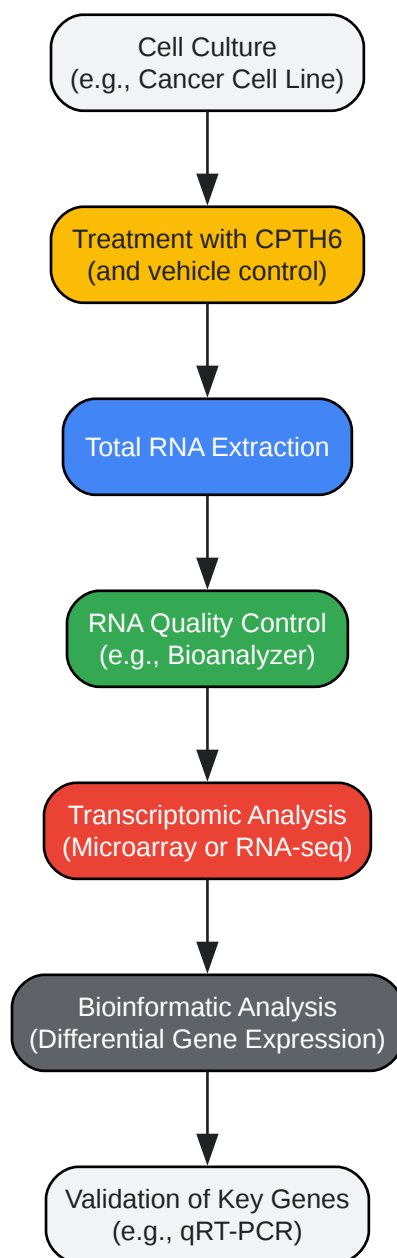 Cell Culture
(e.g., Cancer Cell Line)
Treatment with CPTH6
(and vehicle control)
Total RNA Extraction
RNA Quality Control
(e.g., Bioanalyzer)
Transcriptomic Analysis
(Microarray or RNA-seq)
Bioinformatic Analysis
(Differential Gene Expression)
Validation of Key Genes
(e.g., qRT-PCR)